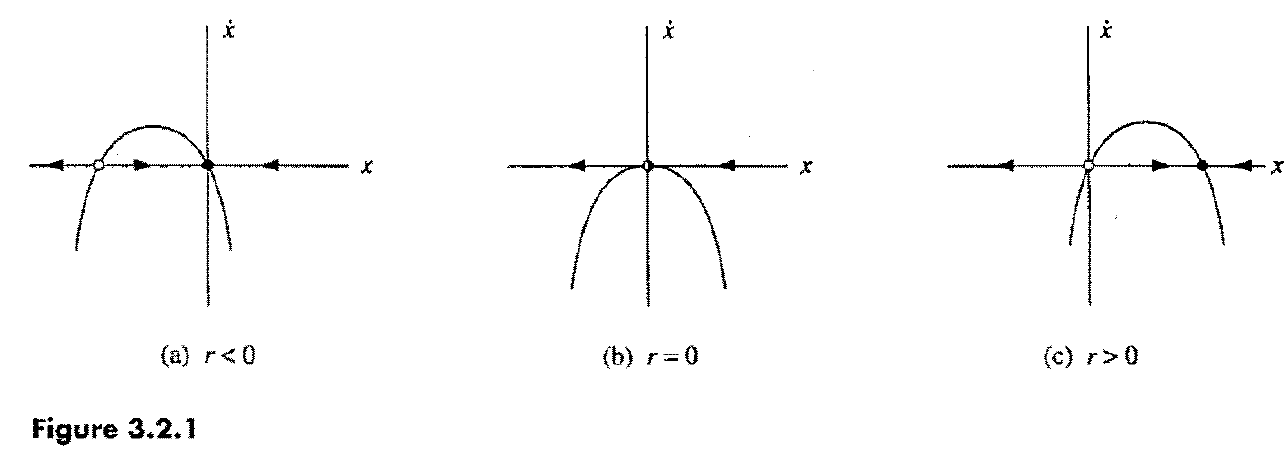 ẋ
ẋ
ẋ
x
x
x
(a) r < 0
(b) r = 0
(c) r > 0
Figure 3.2.1